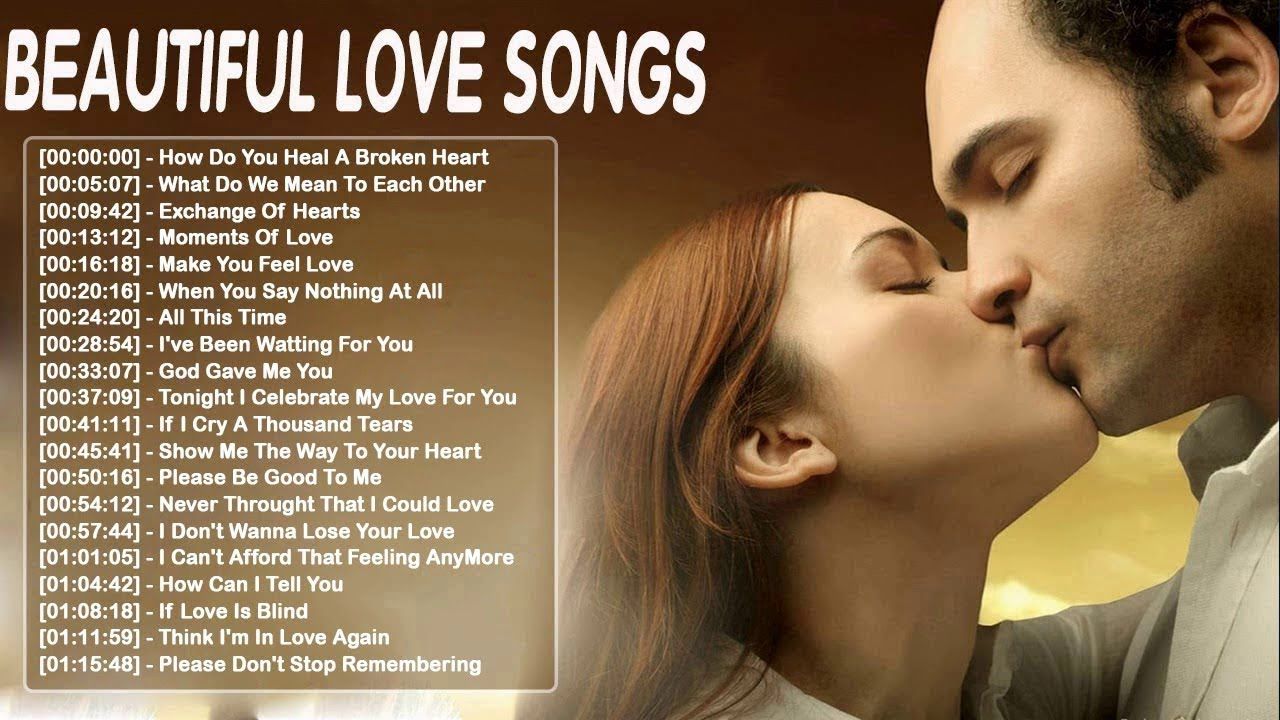 BEAUTIFUL LOVE SONGS
[00:00:00] - How Do You Heal A Broken Heart
[00:05:07] - What Do We Mean To Each Other
[00:09:42] - Exchange Of Hearts
[00:13:12] - Moments Of Love
[00:16:18] - Make You Feel Love
[00:20:16] - When You Say Nothing At All
[00:24:20] - All This Time
[00:28:54] - I've Been Watting For You
[00:33:07] - God Gave Me You
[00:37:09] - Tonight I Celebrate My Love For You
[00:41:11] - If I Cry A Thousand Tears
[00:45:41] - Show Me The Way To Your Heart
[00:50:16] - Please Be Good To Me
[00:54:12] - Never Throught That I Could Love
[00:57:44] - I Don't Wanna Lose Your Love
[01:01:05] - I Can't Afford That Feeling AnyMore
[01:04:42] - How Can I Tell You
[01:08:18] - If Love Is Blind
[01:11:59] - Think I'm In Love Again
[01:15:48] - Please Don't Stop Remembering